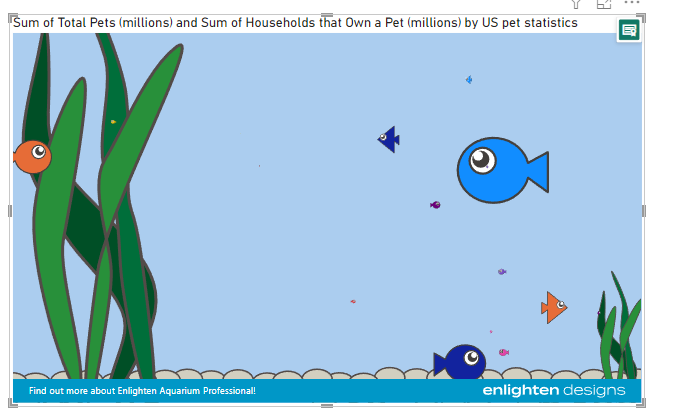 Sum of Total Pets (millions) and Sum of Households that Own a Pet (millions) by US pet statistics
Find out more about Enlighten Aquarium Professional!
enlighten designs